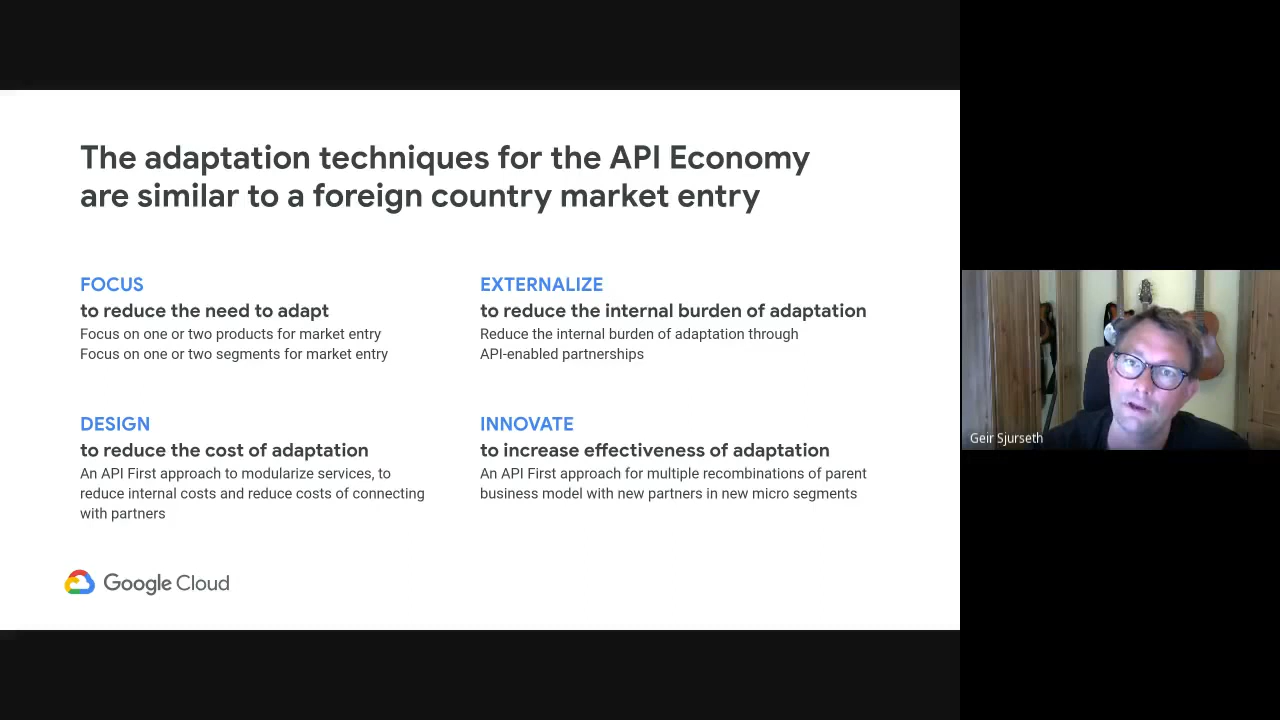 The adaptation techniques for the API Economy
are similar to a foreign country market entry
FOCUS
to reduce the need to adapt
Focus on one or two products for market entry
Focus on one or two segments for market entry
EXTERNALIZE
to reduce the internal burden of adaptation
Reduce the internal burden of adaptation through
API-enabled partnerships
DESIGN
to reduce the cost of adaptation
An API First approach to modularize services, to
reduce internal costs and reduce costs of connecting
with partners
INNOVATE
to increase effectiveness of adaptation
An API First approach for multiple recombinations of parent
business model with new partners in new micro segments
Google Cloud
Geir Sjurseth